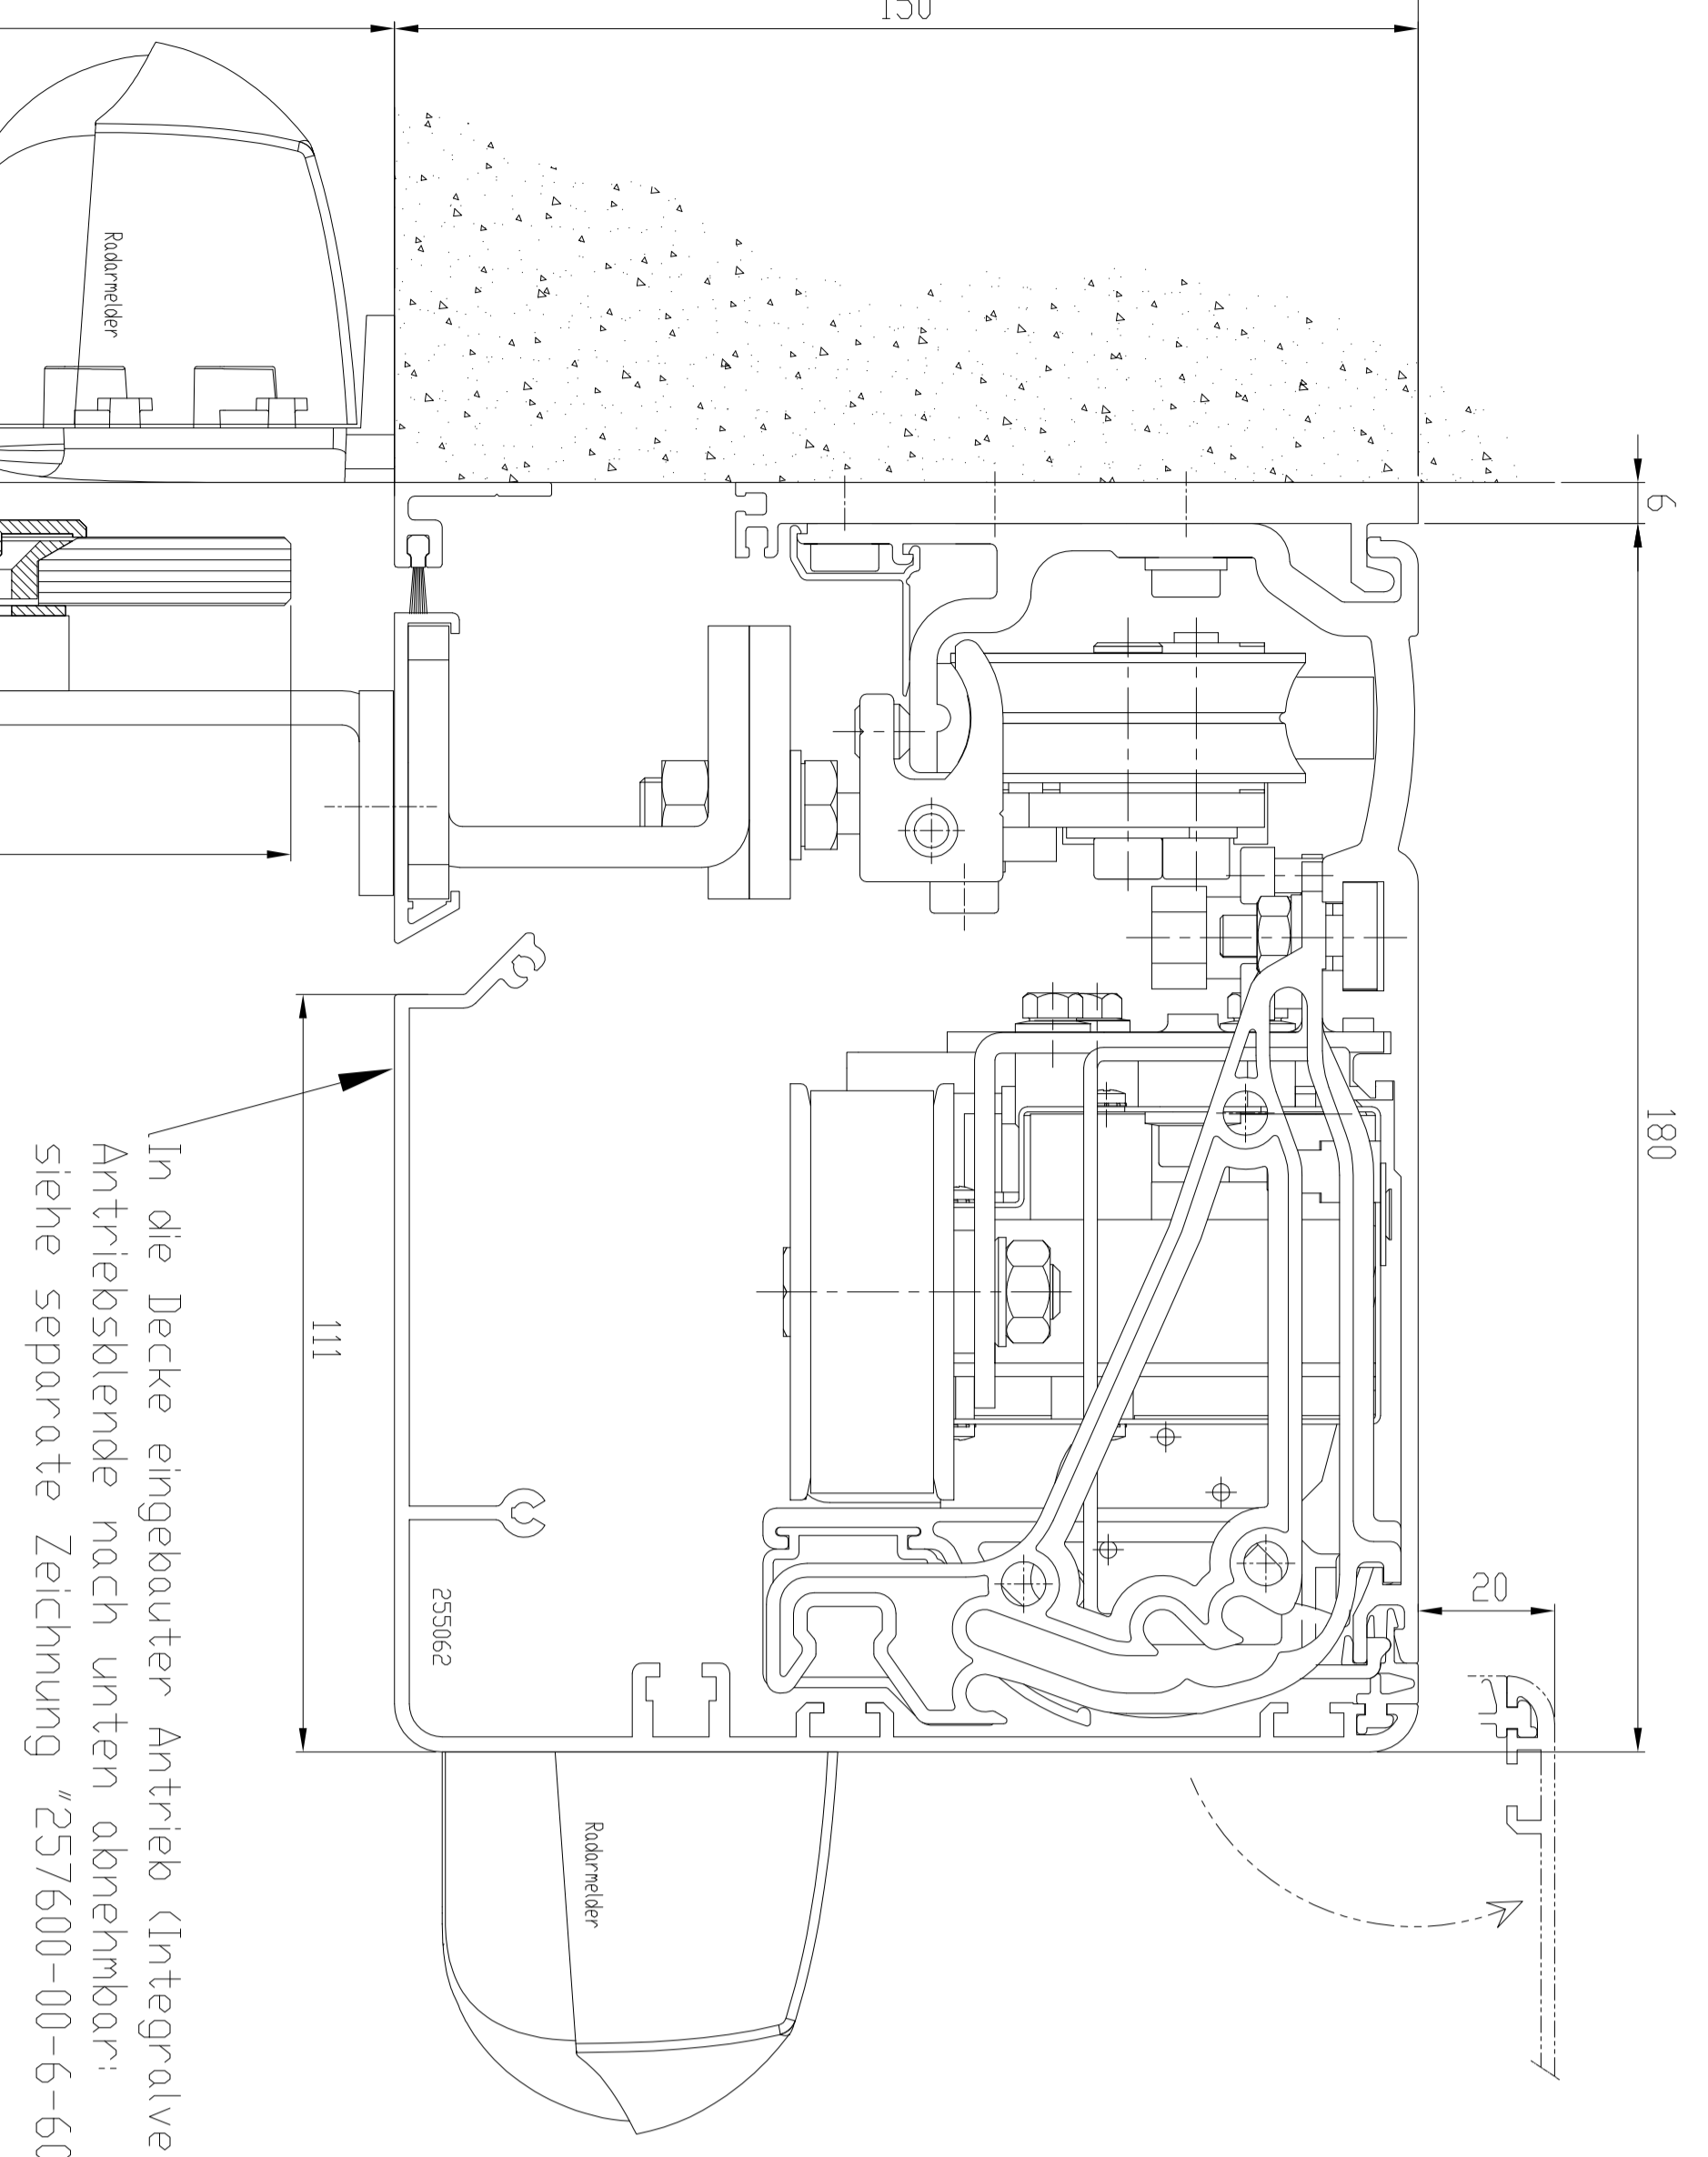 150
6
180
Radarmelder
20
111
255062
Radarmelder
In die Decke eingebauter Antrieb (Integralve
Antriebsblende nach unten abnehmbar:
siehe separate Zeichnung "257600-00-6-60